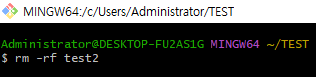 MINGW64:/c/Users/Administrator/TEST
Administrator@DESKTOP-FU2AS1G MINGW64 ~/TEST
$ rm -rf test2